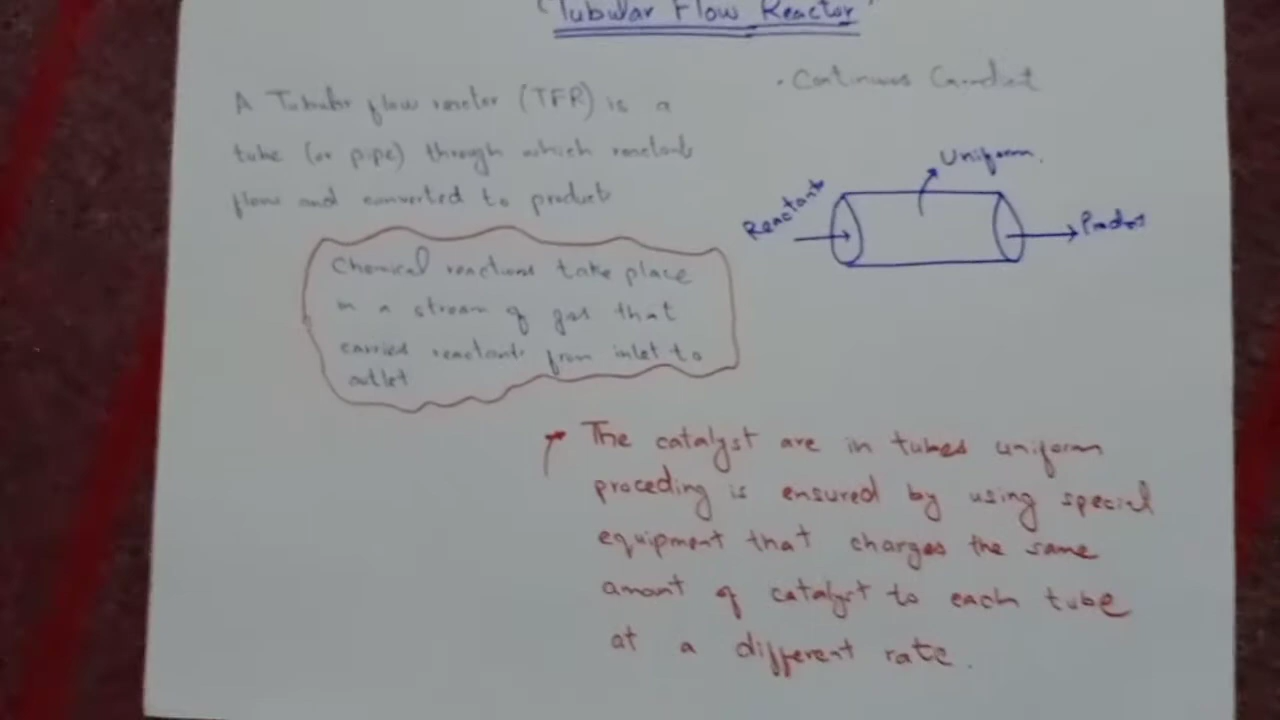 "Tubular Flow Reactor"
A Tubular flow reactor (TFR) is a
tube (or pipe) through which reactants
flow and converted to product
. Continuous
Uniform.
Reactants
Chemical reactions take place
in a stream of gas that
carried reactants from inlet to
outlet
The catalyst are in tubes uniform
proceding is ensured by using special
equipment that charges the same
amount of catalyst to each tube
at a different rate.